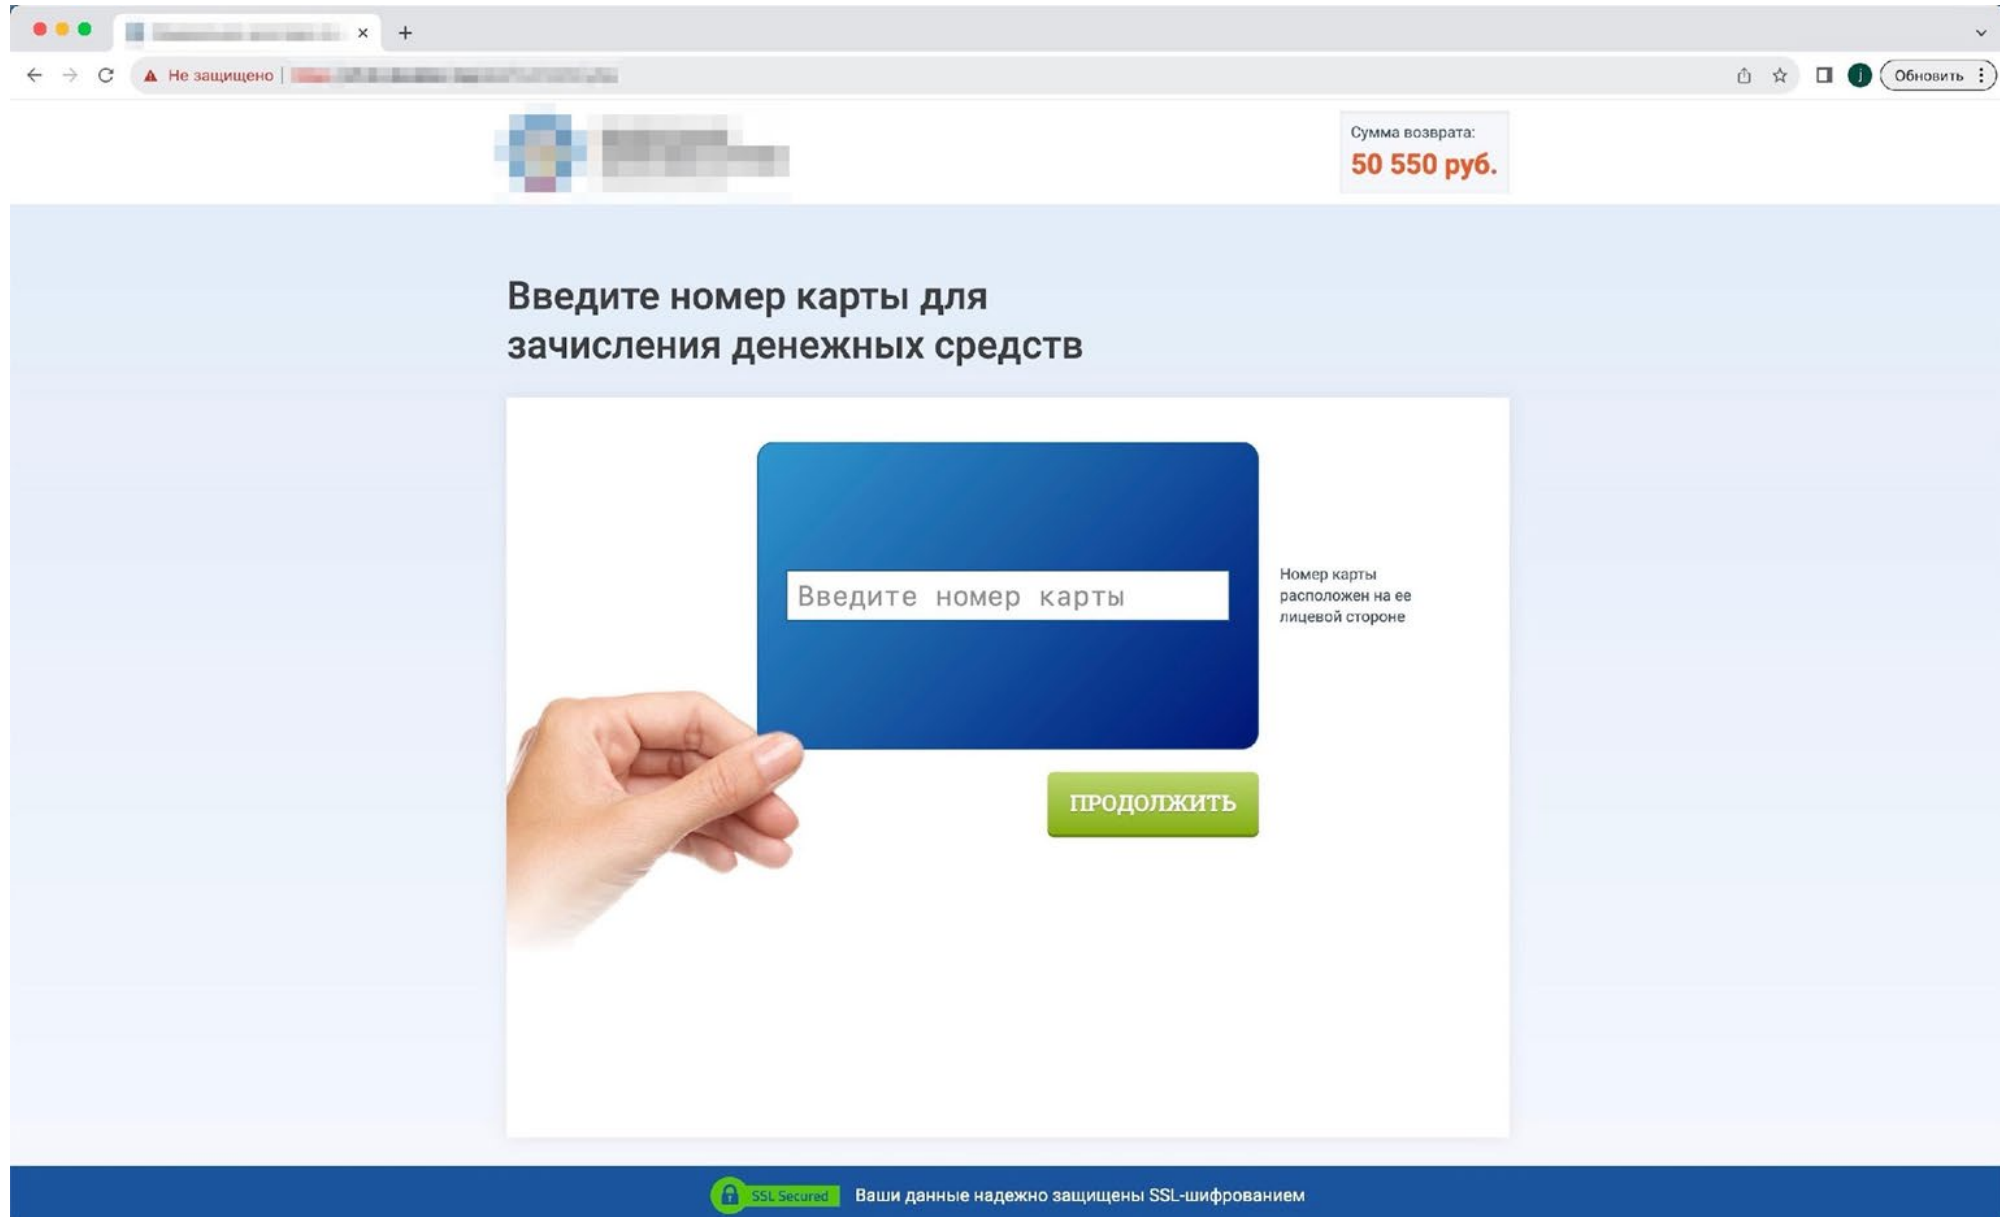 Не защищено
Обновить
Сумма возврата:
50 550 руб.
Введите номер карты для
зачисления денежных средств
Введите номер карты
Номер карты
расположен на ее
лицевой стороне
ПРОДОЛЖИТЬ
SSL Secured
Ваши данные надежно защищены SSL-шифрованием